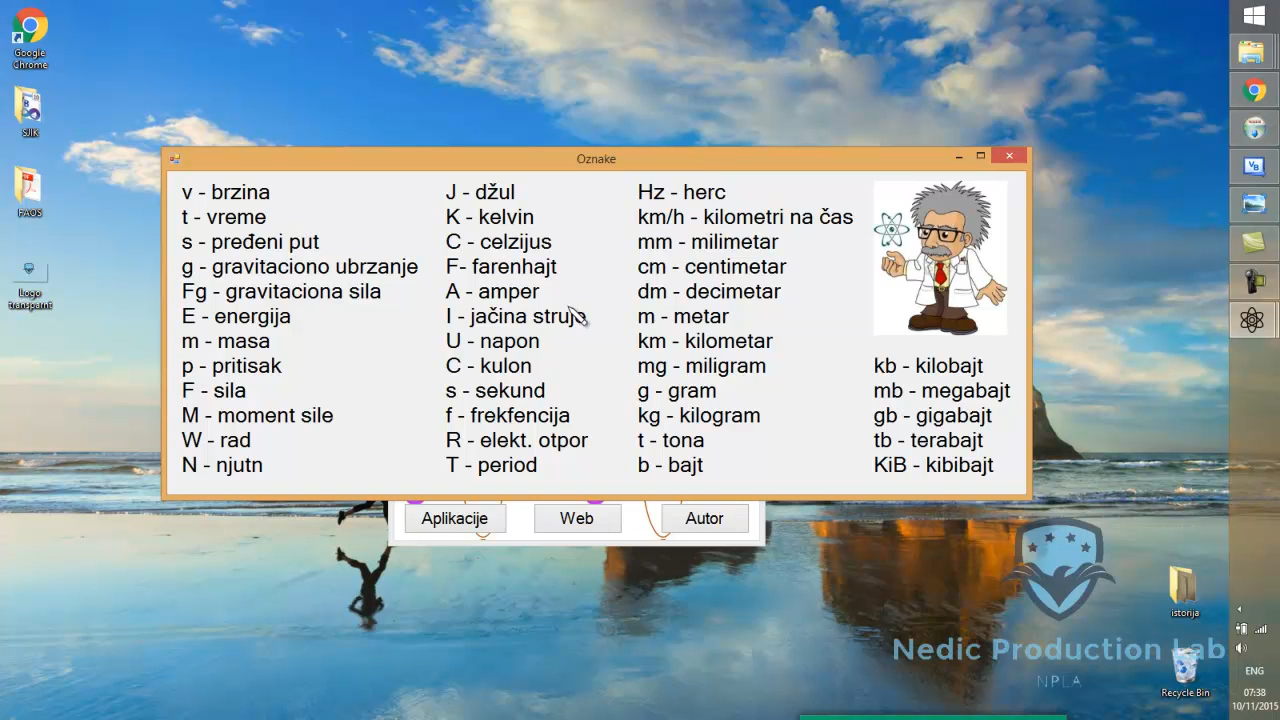 Google
Chrome
SJIK
FAOS
Logo
transpant
Oznake
v - brzina
t - vreme
s - pređeni put
g - gravitaciono ubrzanje
Fg - gravitaciona sila
E - energija
m - masa
p - pritisak
F - sila
M - moment sile
W - rad
N - njutn
J - džul
K - kelvin
C - celzijus
F- farenhajt
A - amper
I - jačina struje
U - napon
C - kulon
s - sekund
f - frekfencija
R - elekt. otpor
T - period
Hz - herc
km/h - kilometri na čas
mm - milimetar
cm - centimetar
dm - decimetar
m - metar
km - kilometar
mg - miligram
g - gram
kg - kilogram
t - tona
b - bajt
kb - kilobajt
mb - megabajt
gb - gigabajt
tb - terabajt
KiB - kibibajt
Aplikacije
Web
Autor
istorija
Nedic Production Lab
NPLA
Recycle Bin
ENG
07:38
10/11/2015